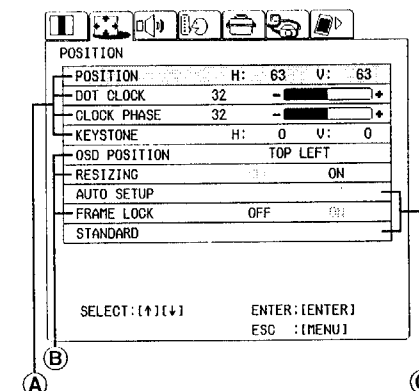 POSITION
POSITION H: 63 V: 63
DOT CLOCK 32 - +
CLOCK PHASE 32 - +
KEYSTONE H: 0 V: 0
OSD POSITION TOP LEFT
RESIZING ON
AUTO SETUP
FRAME LOCK OFF ON
STANDARD
SELECT:[↑][↓] ENTER:[ENTER]
ESC :[MENU]
B
A